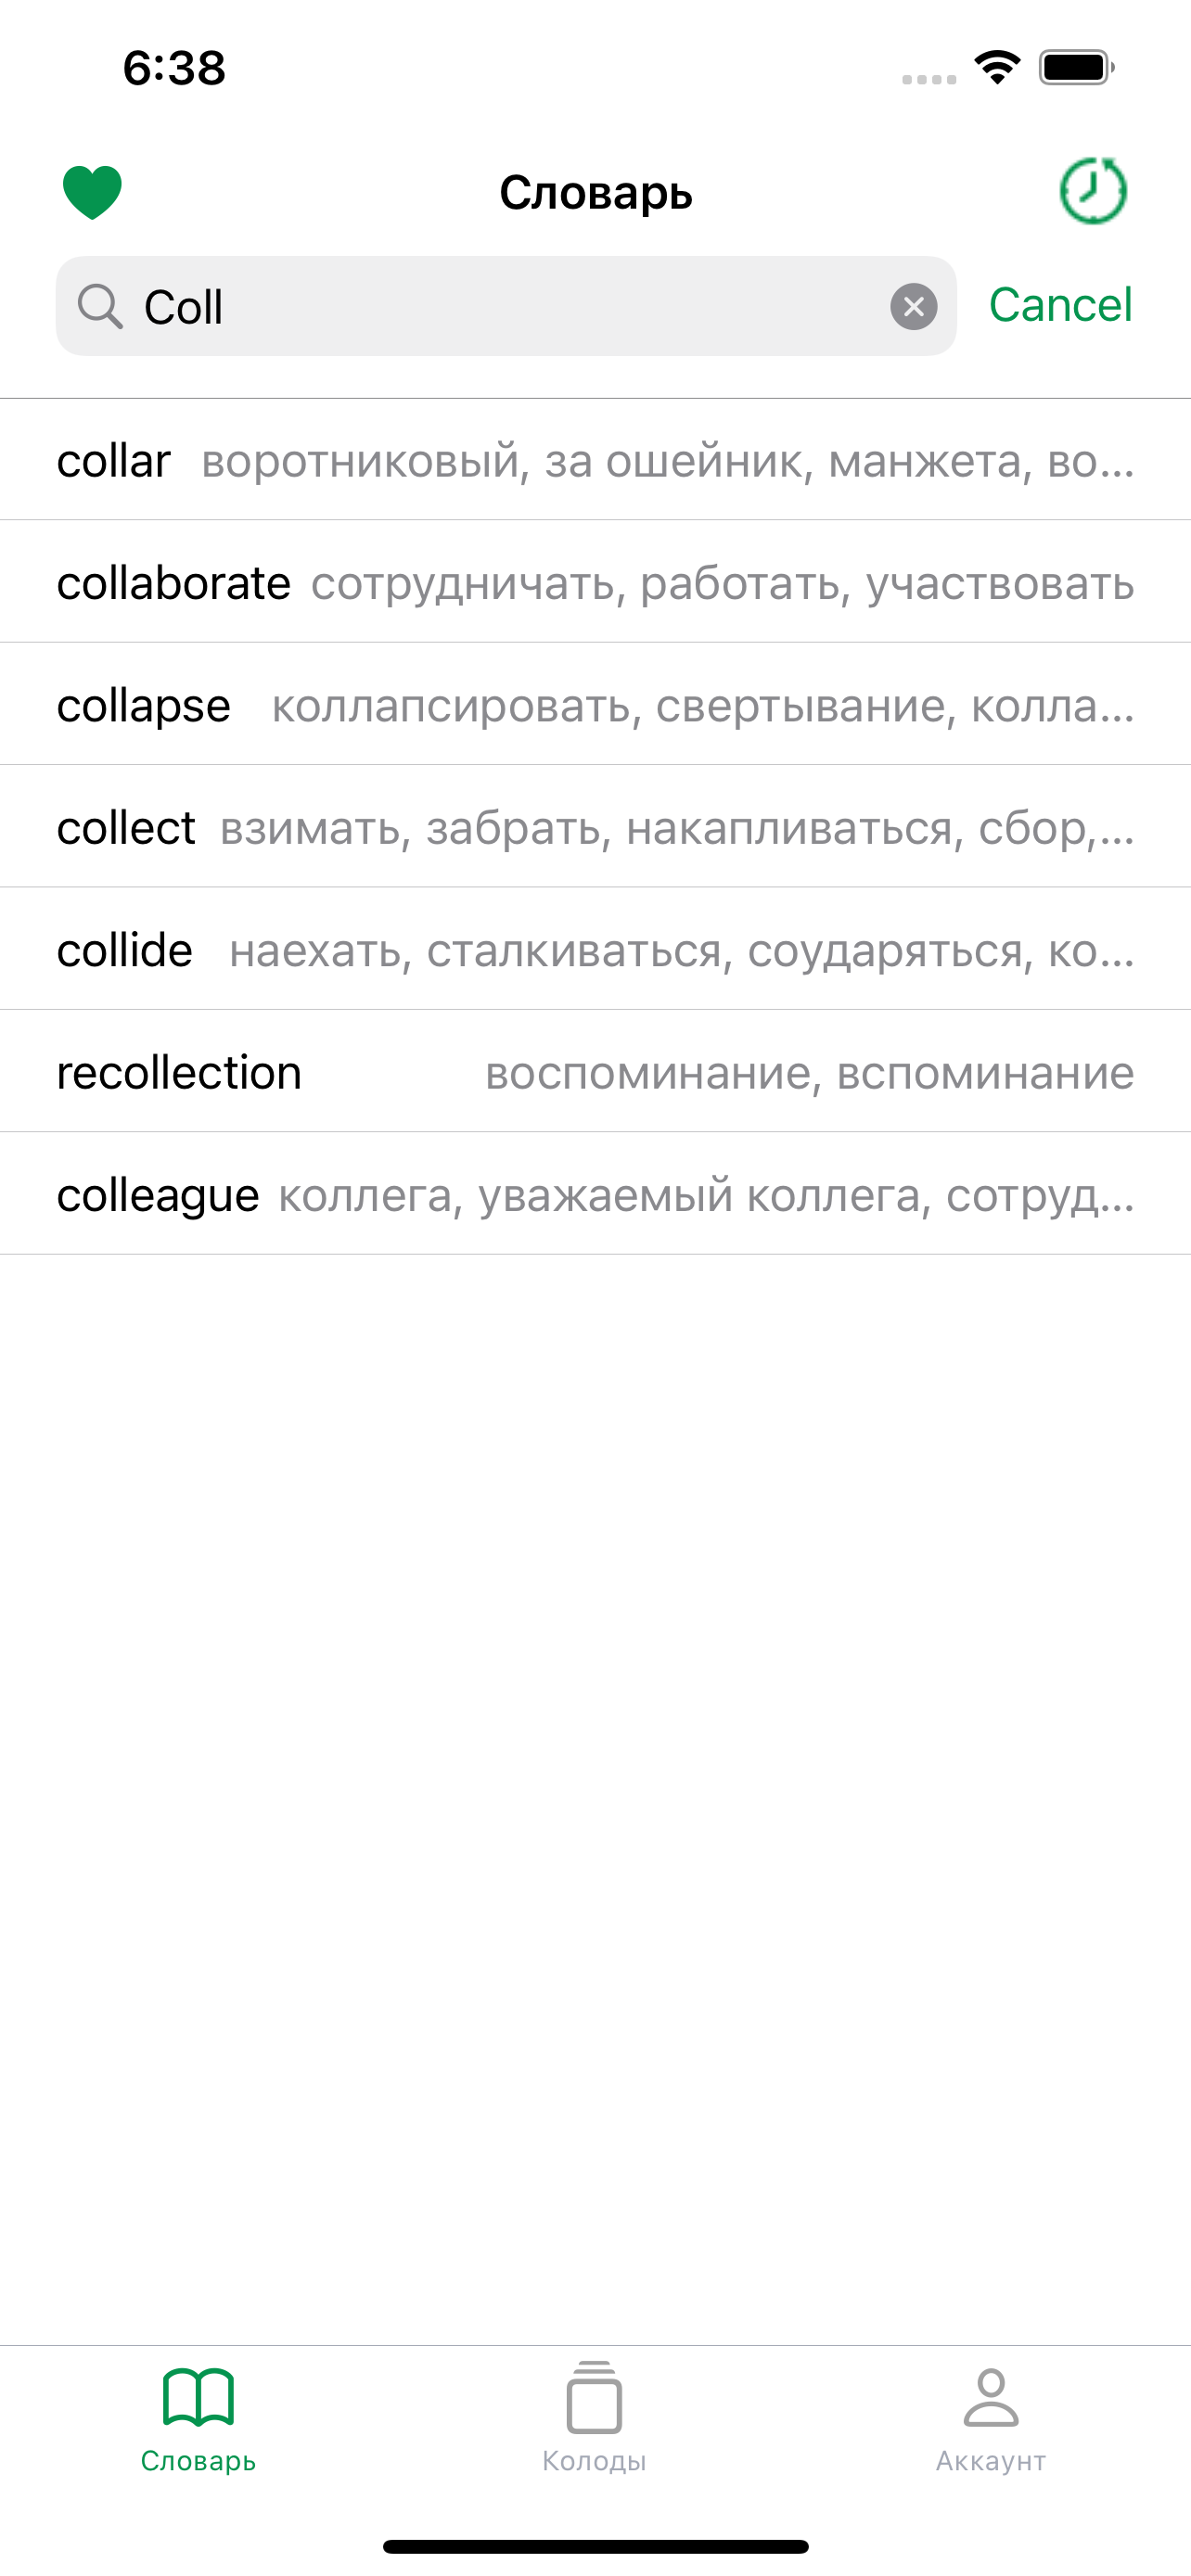 6:38
Словарь
Coll
Cancel
collar воротниковый, за ошейник, манжета, во...
collaborate сотрудничать, работать, участвовать
collapse коллапсировать, свертывание, колла...
collect взимать, забрать, накапливаться, сбор,...
collide наехать, сталкиваться, соударяться, ко...
recollection воспоминание, вспоминание
colleague коллега, уважаемый коллега, сотруд...
Словарь
Колоды
Аккаунт